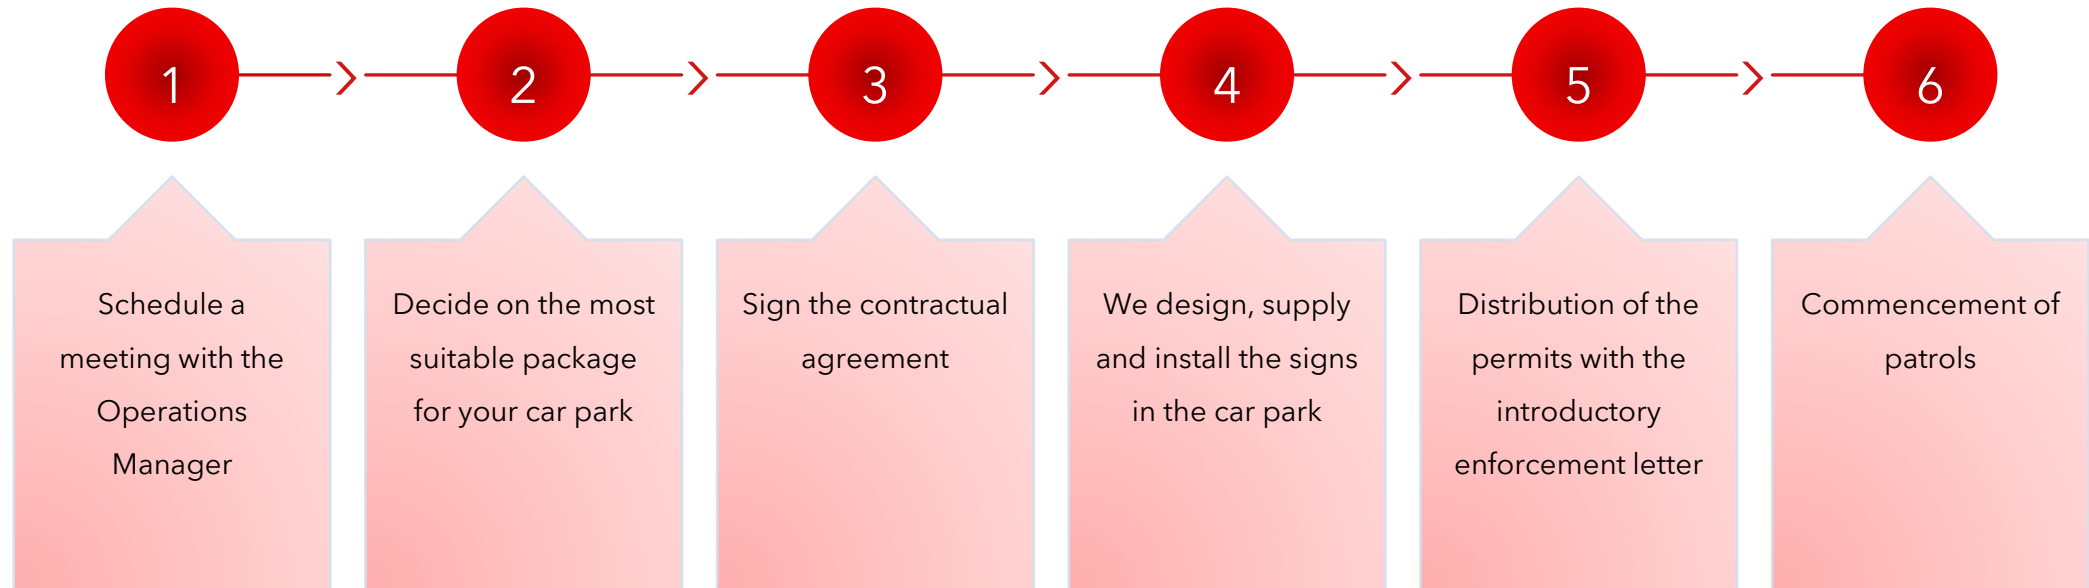 1
2
3
4
5
6
Schedule a
meeting with the
Operations
Manager
Decide on the most
suitable package
for your car park
Sign the contractual
agreement
We design, supply
and install the signs
in the car park
Distribution of the
permits with the
introductory
enforcement letter
Commencement of
patrols